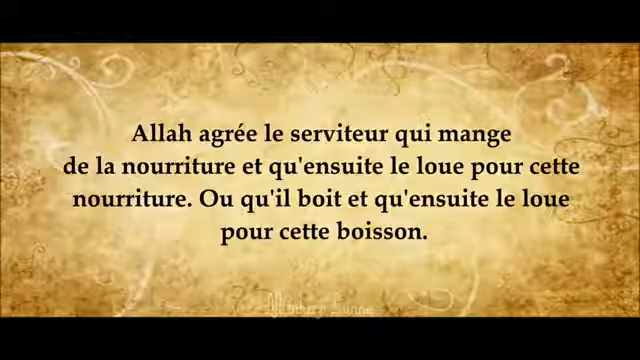 Allah agrée le serviteur qui mange
de la nourriture et qu'ensuite le loue pour cette
nourriture. Ou qu'il boit et qu'ensuite le loue
pour cette boisson.